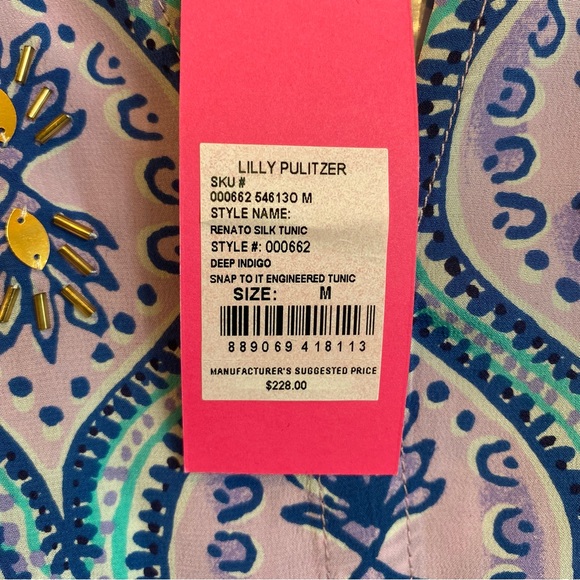 LILLY PULITZER
SKU #
000662 54613O M
STYLE NAME:
RENATO SILK TUNIC
STYLE #: 000662
DEEP INDIGO
SNAP TO IT ENGINEERED TUNIC
SIZE: M
889069 418113
MANUFACTURER'S SUGGESTED PRICE
$228.00